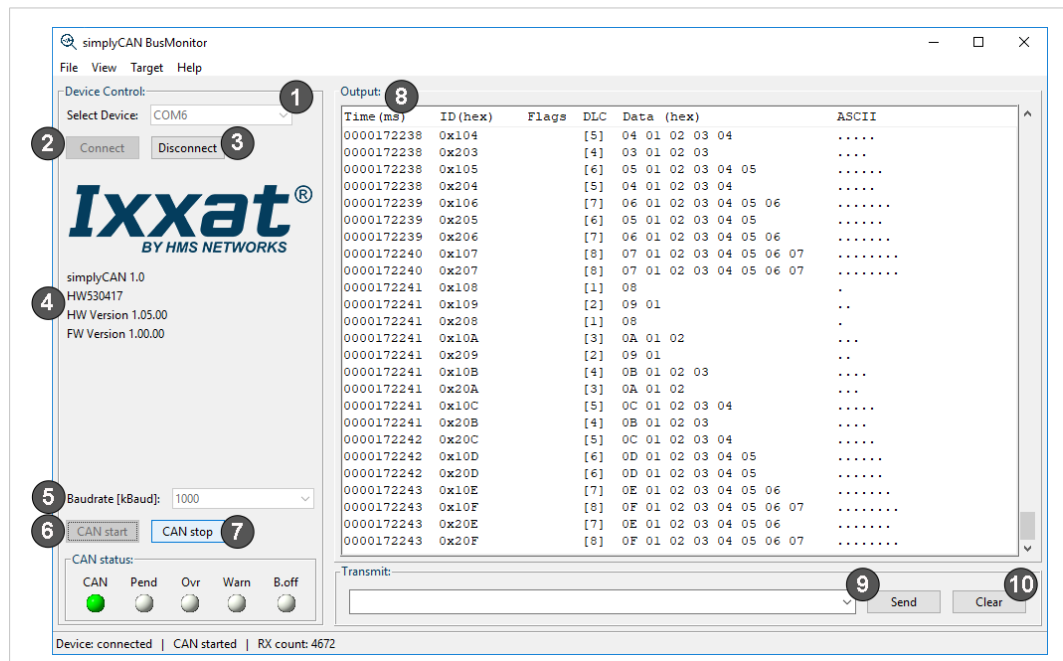 simplyCAN BusMonitor
File View Target Help
Device Control:
1
Select Device: COM6
2 Connect Disconnect 3
Ixxat®
BY HMS NETWORKS
simplyCAN 1.0
4 HW530417
HW Version 1.05.00
FW Version 1.00.00
5 Baudrate [kBaud]: 1000
6 CAN start CAN stop 7
CAN status:
CAN Pend Ovr Warn B.off
Output: 8
Time(ms) ID(hex) Flags DLC Data (hex) ASCII
0000172238 0x104 [5] 04 01 02 03 04 .....
0000172238 0x203 [4] 03 01 02 03 ....
0000172238 0x105 [6] 05 01 02 03 04 05 ......
0000172238 0x204 [5] 04 01 02 03 04 .....
0000172239 0x106 [7] 06 01 02 03 04 05 06 .......
0000172239 0x205 [6] 05 01 02 03 04 05 ......
0000172239 0x206 [7] 06 01 02 03 04 05 06 .......
0000172240 0x107 [8] 07 01 02 03 04 05 06 07 ........
0000172240 0x207 [8] 07 01 02 03 04 05 06 07 ........
0000172241 0x108 [1] 08 .
0000172241 0x109 [2] 09 01 ..
0000172241 0x208 [1] 08 .
0000172241 0x10A [3] 0A 01 02 ...
0000172241 0x209 [2] 09 01 ..
0000172241 0x10B [4] 0B 01 02 03 ....
0000172241 0x20A [3] 0A 01 02 ...
0000172241 0x10C [5] 0C 01 02 03 04 .....
0000172241 0x20B [4] 0B 01 02 03 ....
0000172242 0x20C [5] 0C 01 02 03 04 .....
0000172242 0x10D [6] 0D 01 02 03 04 05 ......
0000172242 0x20D [6] 0D 01 02 03 04 05 ......
0000172243 0x10E [7] 0E 01 02 03 04 05 06 .......
0000172243 0x10F [8] 0F 01 02 03 04 05 06 07 ........
0000172243 0x20E [7] 0E 01 02 03 04 05 06 .......
0000172243 0x20F [8] 0F 01 02 03 04 05 06 07 ........
Transmit:
9 10
Send Clear
Device: connected | CAN started | RX count: 4672